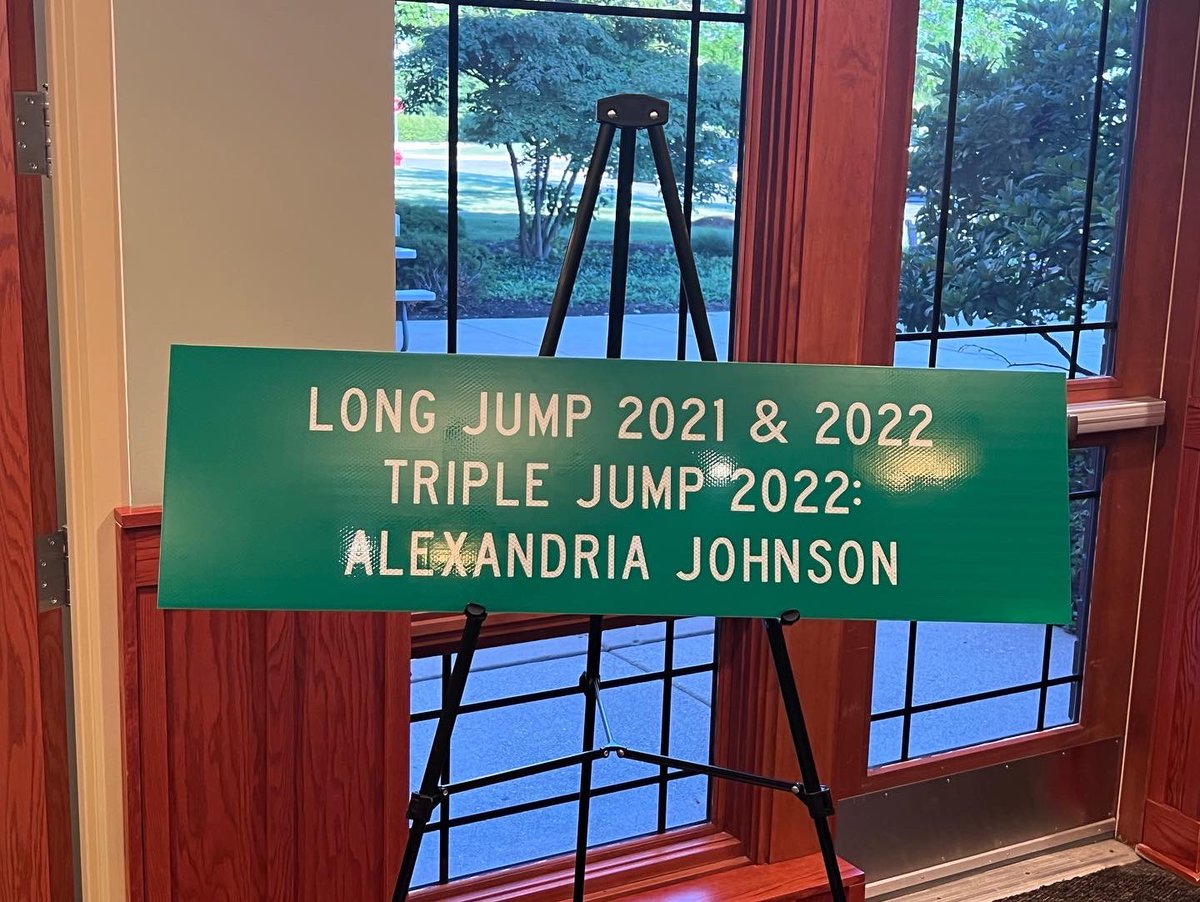 LONG JUMP 2021 & 2022
TRIPLE JUMP 2022:
ALEXANDRIA JOHNSON